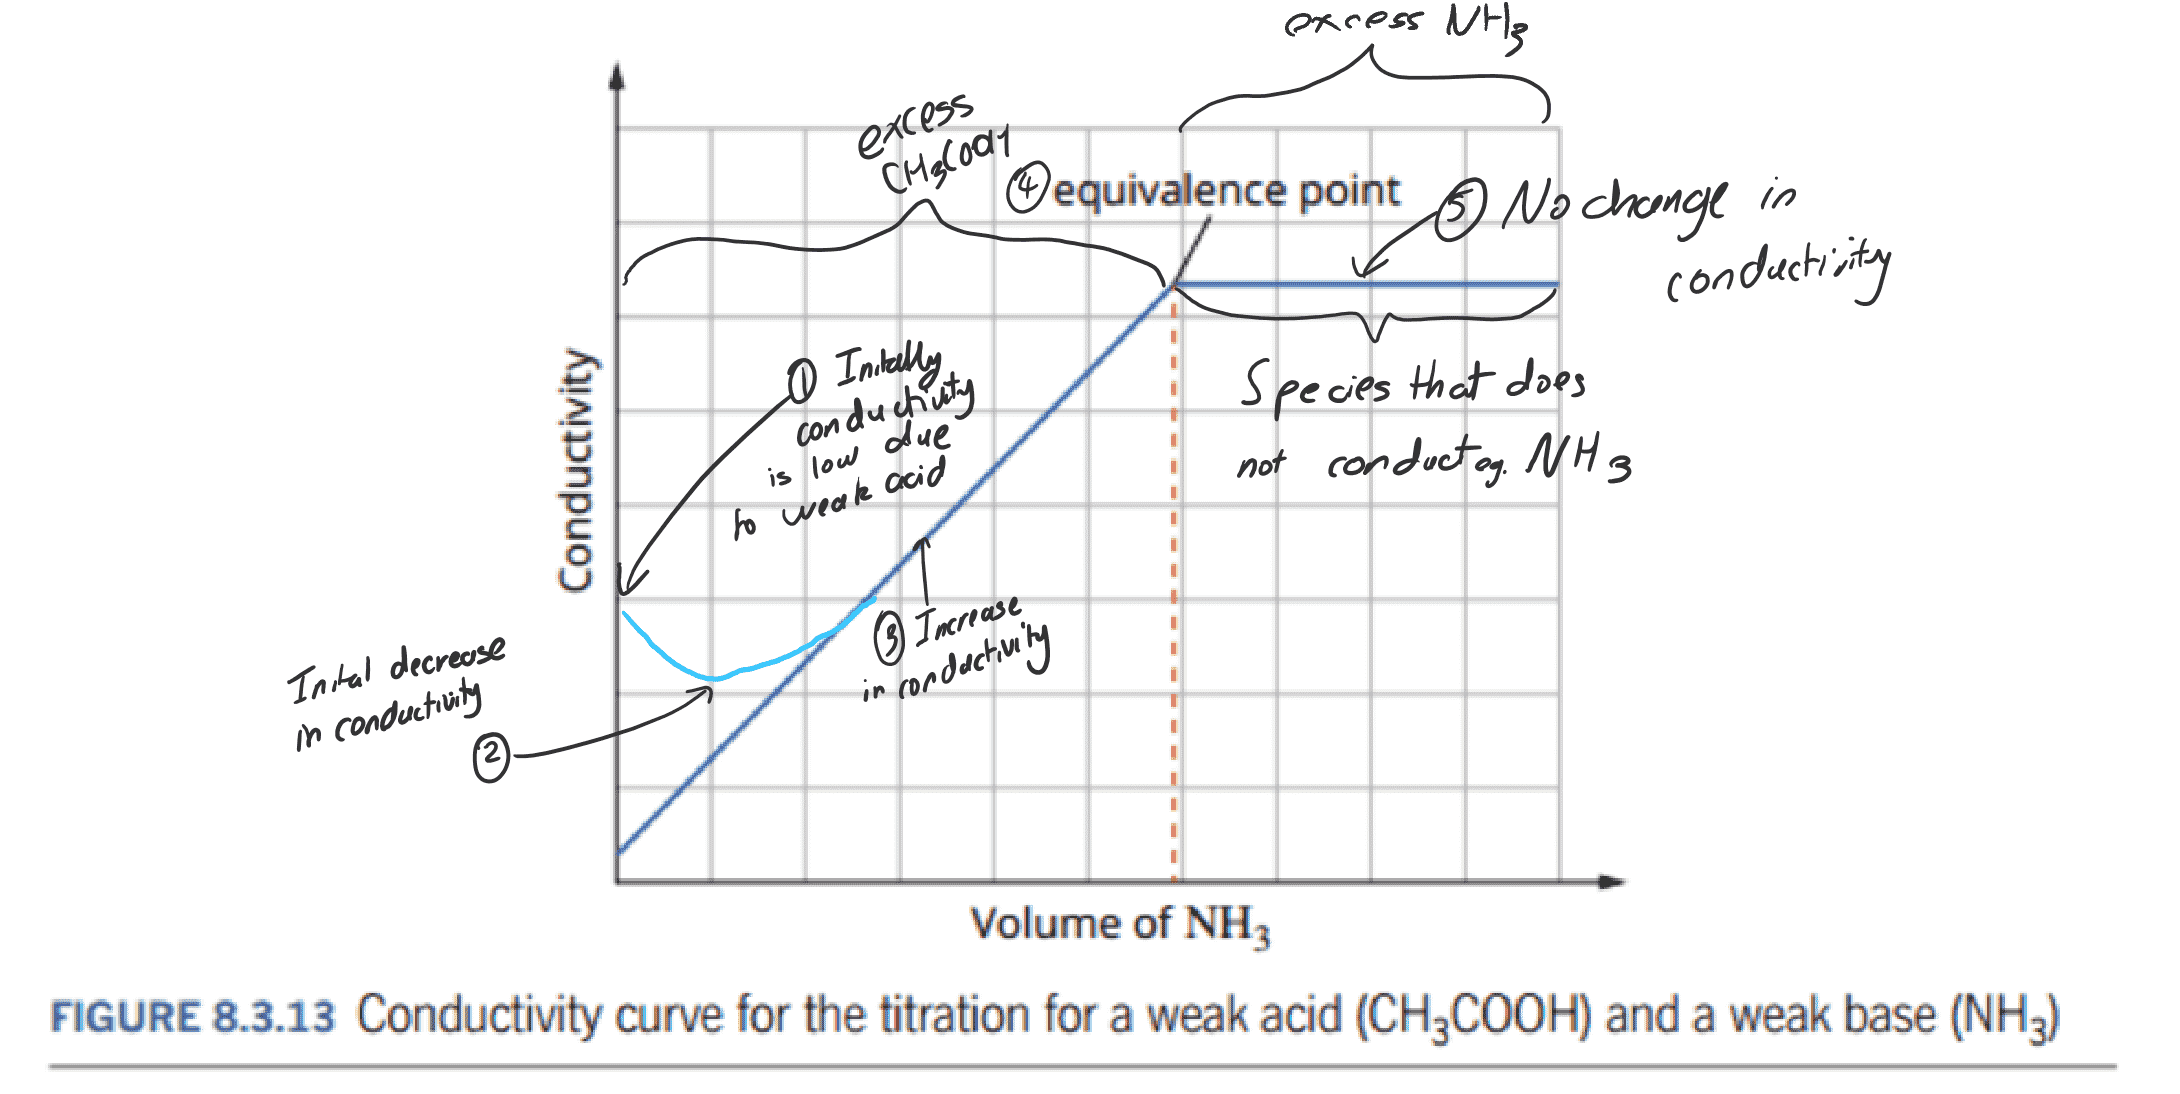 excess NH3
excess
CH3COOH
④ equivalence point
⑤ No change in
conductivity
① Initally
conductivity
is low due
to weak acid
Species that does
not conduct eg. NH3
Conductivity
③ Increase
in conductivity
Inital decrease
in conductivity
②
Volume of NH3
FIGURE 8.3.13 Conductivity curve for the titration for a weak acid (CH3COOH) and a weak base (NH3)